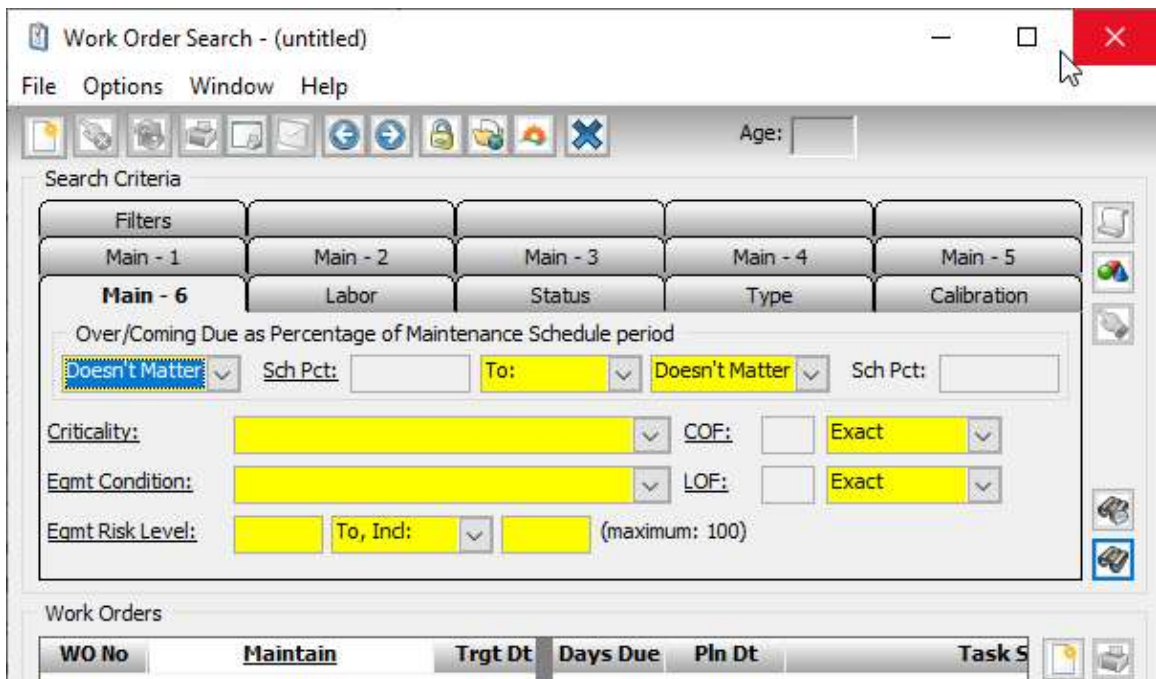 Work Order Search - (untitled)
File Options Window Help
Age:
Search Criteria
Filters
Main - 1 Main - 2 Main - 3 Main - 4 Main - 5
Main - 6 Labor Status Type Calibration
Over/Coming Due as Percentage of Maintenance Schedule period
Doesn't Matter Sch Pct: To: Doesn't Matter Sch Pct:
Criticality: COF: Exact
Eqmt Condition: LOF: Exact
Eqmt Risk Level: To, Incl: (maximum: 100)
Work Orders
WO No Maintain Trgt Dt Days Due Pln Dt Task S